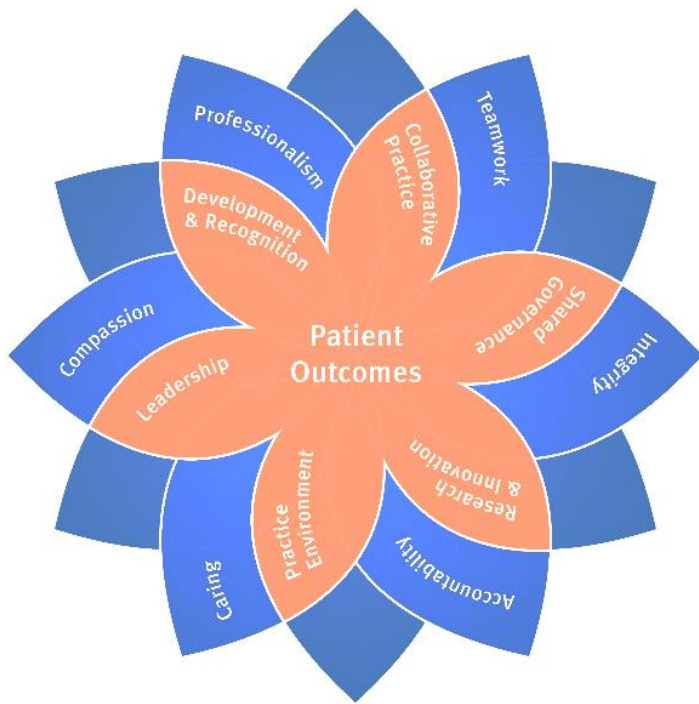 Professionalism
Teamwork
Collaborative
Practice
Development
& Recognition
Shared
Governance
Compassion
Integrity
Patient
Outcomes
Leadership
Research
& Innovation
Practice
Environment
Caring
Accountability